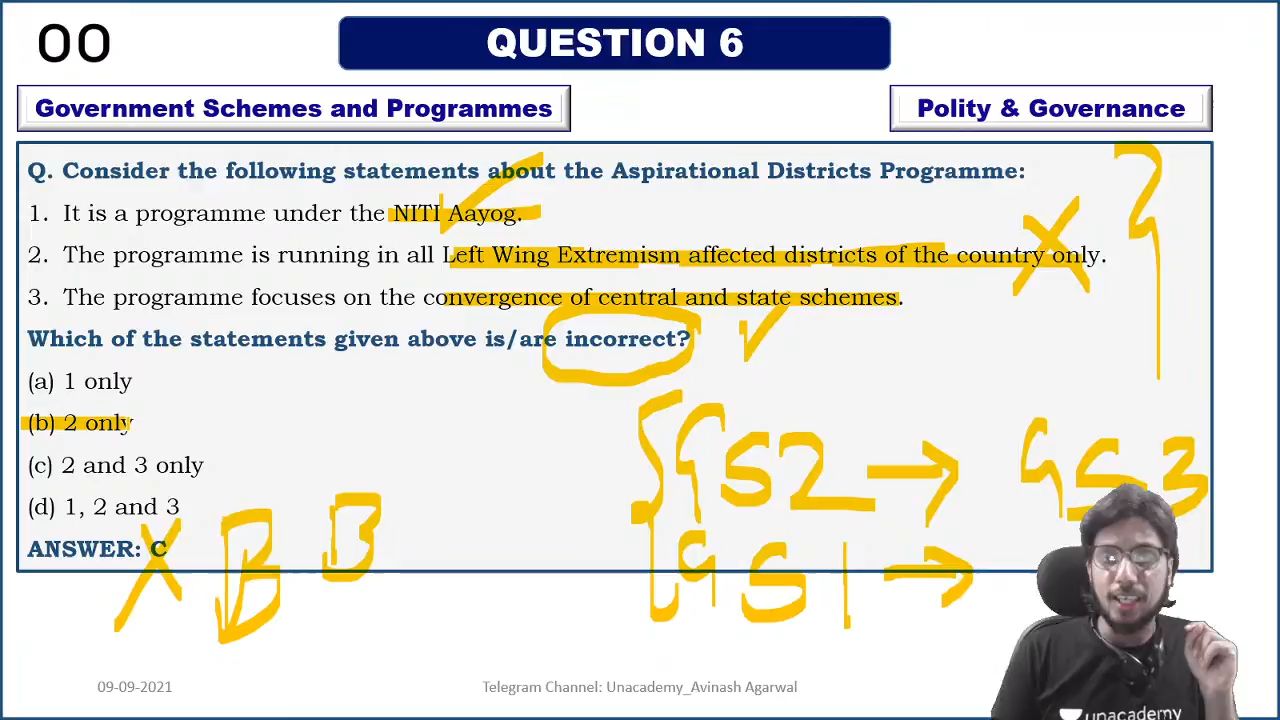 00
QUESTION 6
Government Schemes and Programmes
Polity & Governance
Q. Consider the following statements about the Aspirational Districts Programme:
1. It is a programme under the NITI Aayog.
2. The programme is running in all Left Wing Extremism affected districts of the country only.
3. The programme focuses on the convergence of central and state schemes.
Which of the statements given above is/are incorrect?
(a) 1 only
(b) 2 only
(c) 2 and 3 only
(d) 1, 2 and 3
GS2 → GS3
ANSWER: C
B B
GS1 →
09-09-2021
Telegram Channel: Unacademy_Avinash Agarwal
unacademy